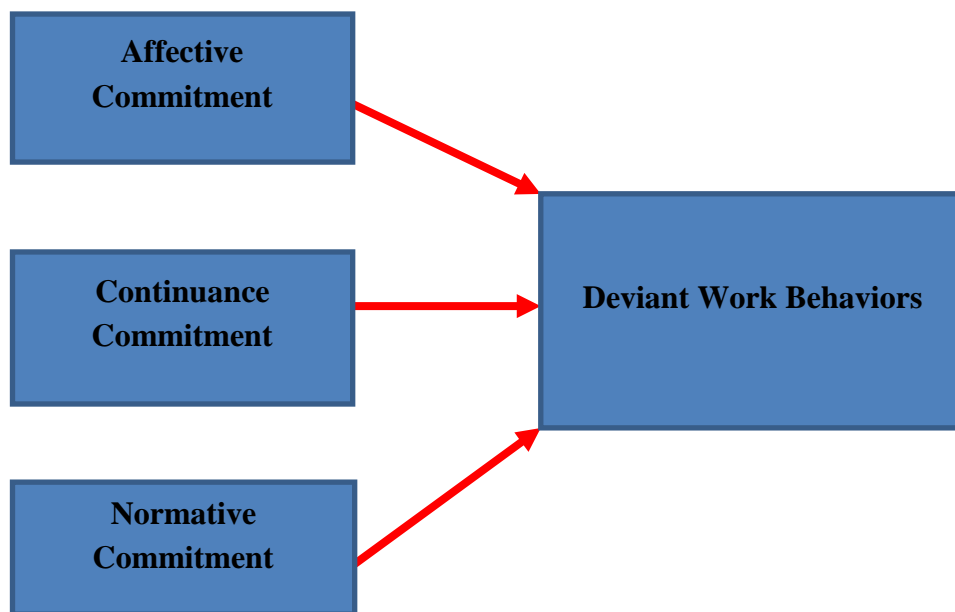 Affective
Commitment
Continuance
Commitment
Deviant Work Behaviors
Normative
Commitment